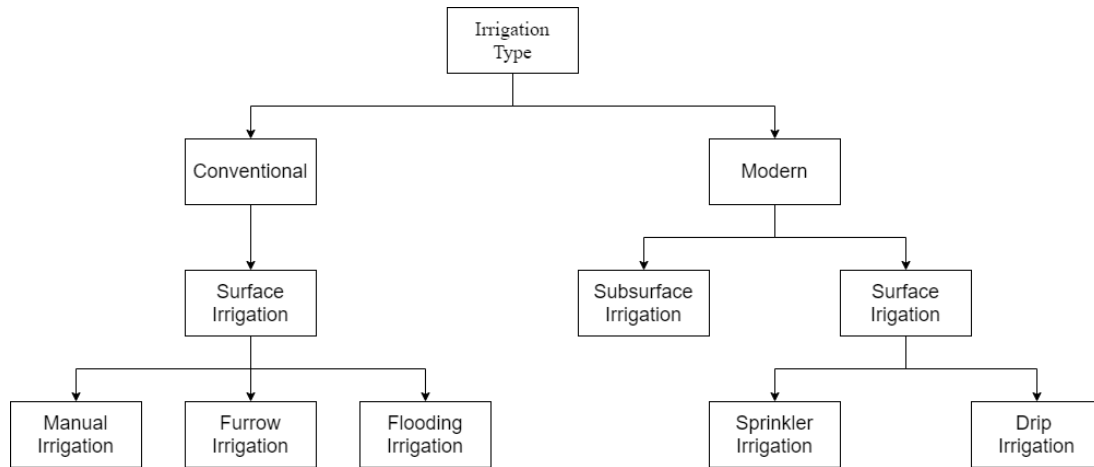 Irrigation
Type
Conventional
Modern
Surface
Irrigation
Subsurface
Irrigation
Surface
Irigation
Manual
Irrigation
Furrow
Irrigation
Flooding
Irrigation
Sprinkler
Irrigation
Drip
Irrigation